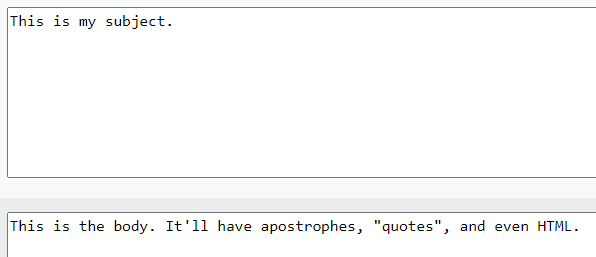 This is my subject.
This is the body. It'll have apostrophes, "quotes", and even HTML.